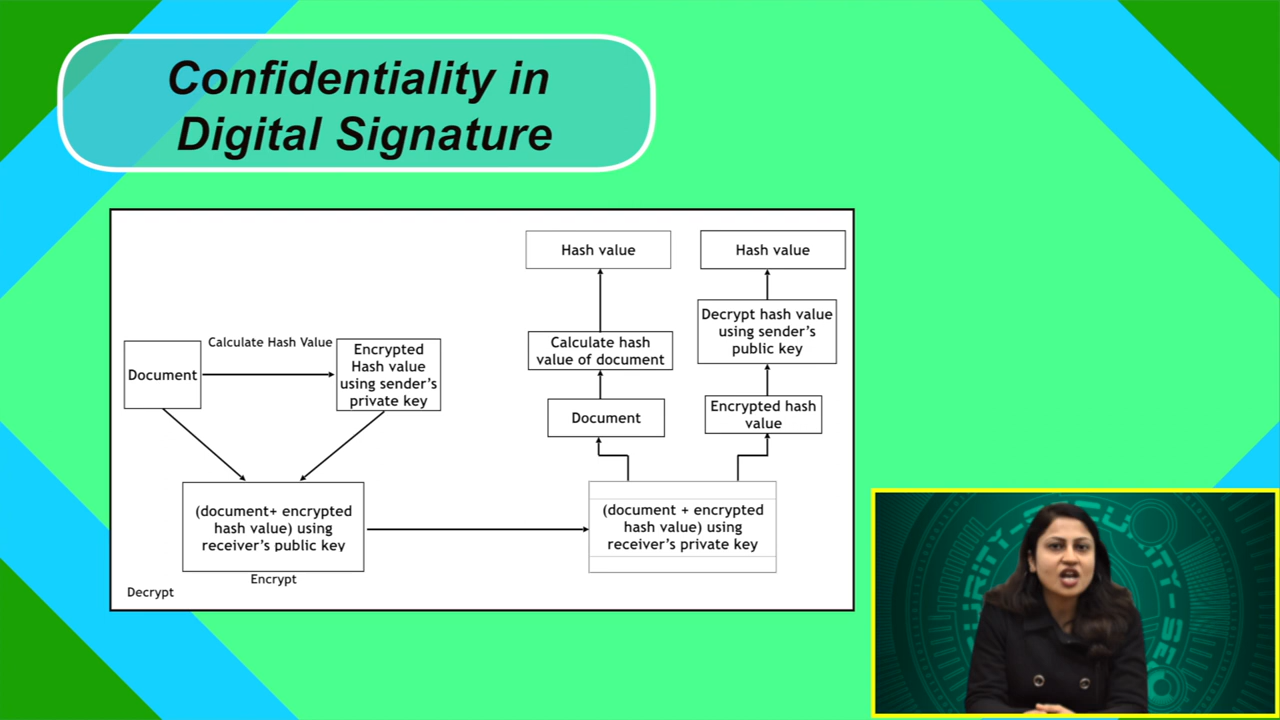 Confidentiality in
Digital Signature
Hash value
Hash value
Calculate hash
value of document
Decrypt hash value
using sender's
public key
Document
Encrypted hash
value
Document
Calculate Hash Value
Encrypted
Hash value
using sender's
private key
(document+ encrypted
hash value) using
receiver's public key
Encrypt
(document + encrypted
hash value) using
receiver's private key
Decrypt